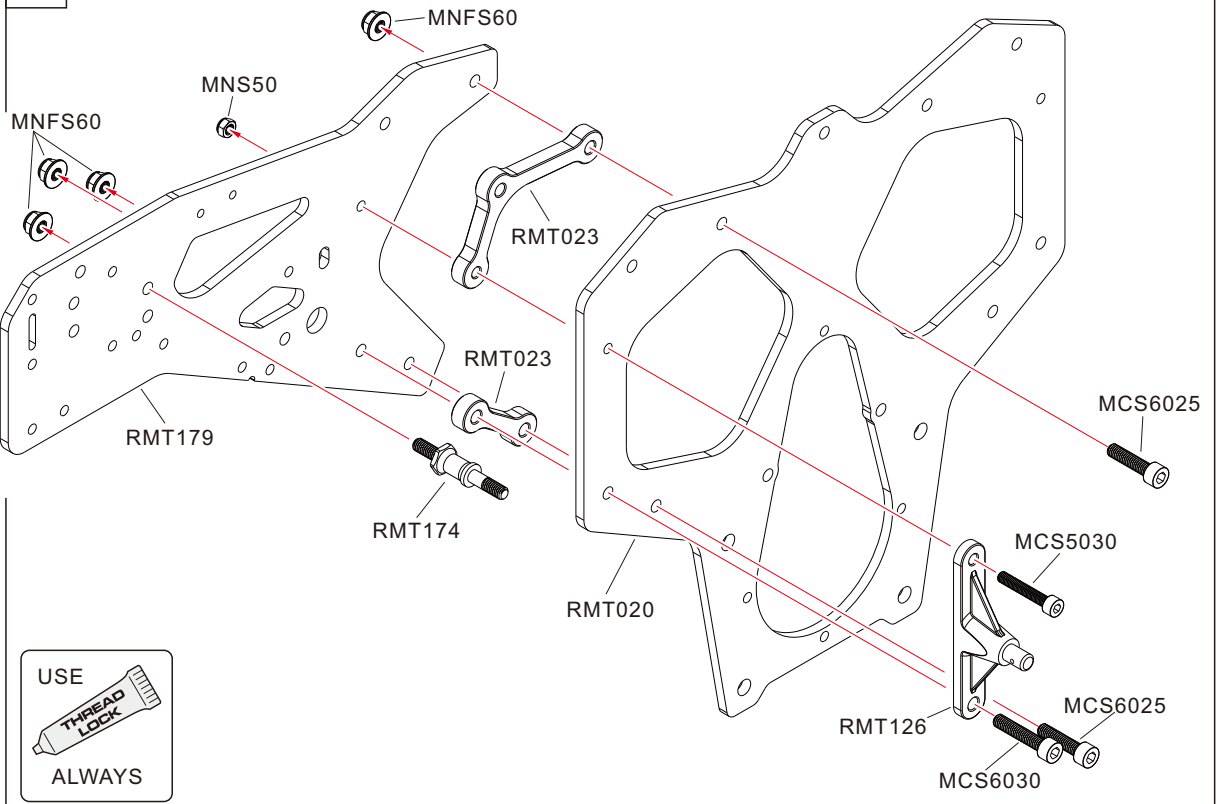 MNFS60
MNS50
MNFS60
RMT023
RMT023
RMT179
MCS6025
RMT174
MCS5030
RMT020
USE
THREAD
LOCK
ALWAYS
RMT126
MCS6025
MCS6030